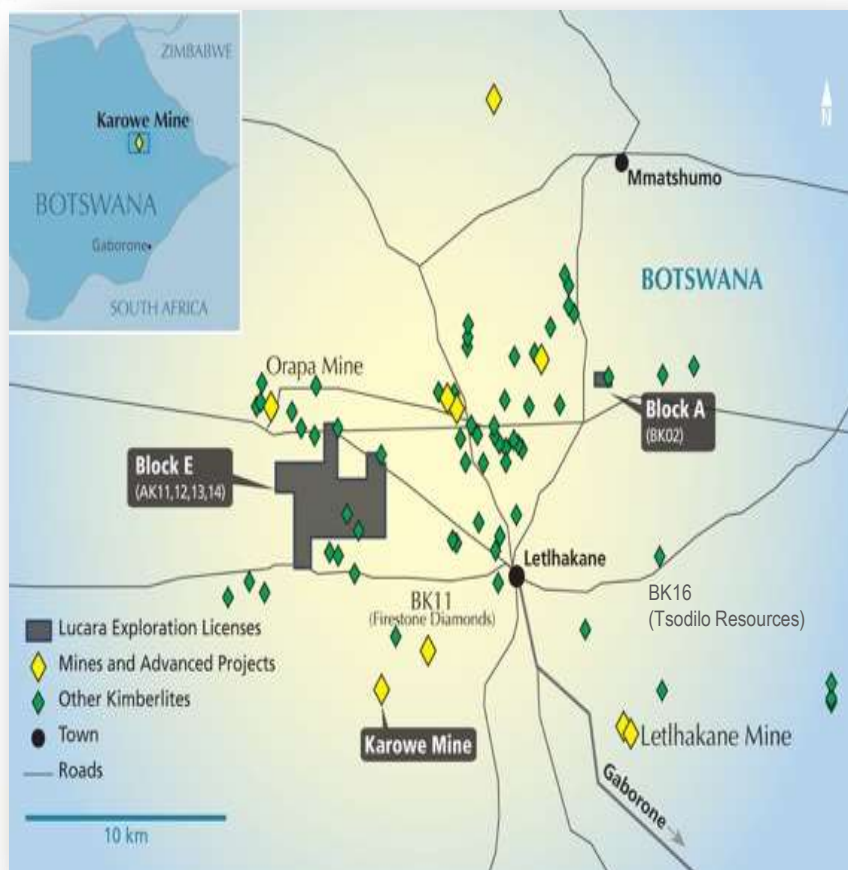 ZIMBABWE
Karowe Mine
BOTSWANA
Gaborone
SOUTH AFRICA
N
Mmatshumo
BOTSWANA
Orapa Mine
Block A
(BK02)
Block E
(AK11,12,13,14)
Letlhakane
BK11
(Firestone Diamonds)
BK16
(Tsodilo Resources)
Lucara Exploration Licenses
Mines and Advanced Projects
Other Kimberlites
Town
Roads
Karowe Mine
Letlhakane Mine
Gaborone
10 km